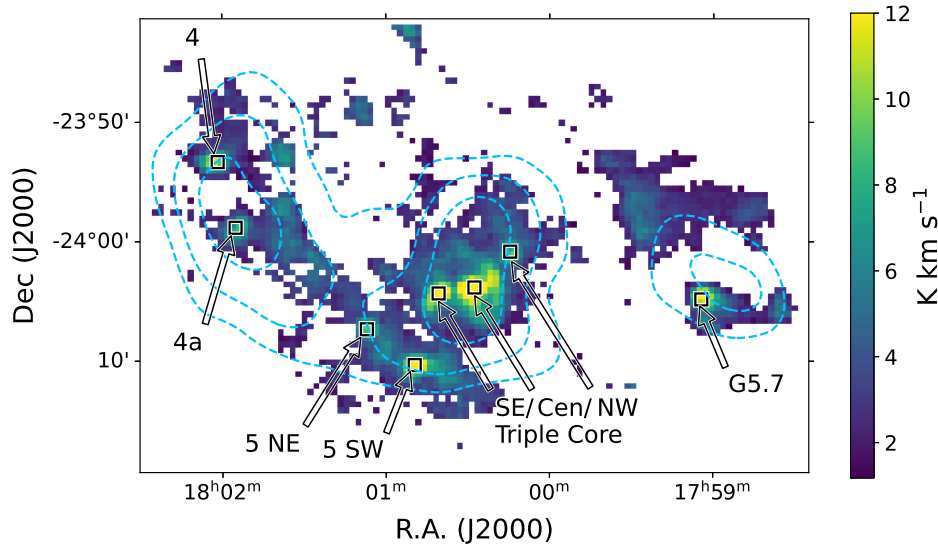 4
-23°50'
-24°00'
10'
Dec (J2000)
4a
5 NE
5 SW
SE/Cen/NW
Triple Core
G5.7
18ʰ02ᵐ
01ᵐ
00ᵐ
17ʰ59ᵐ
R.A. (J2000)
12
10
8
6
4
2
K km s⁻¹